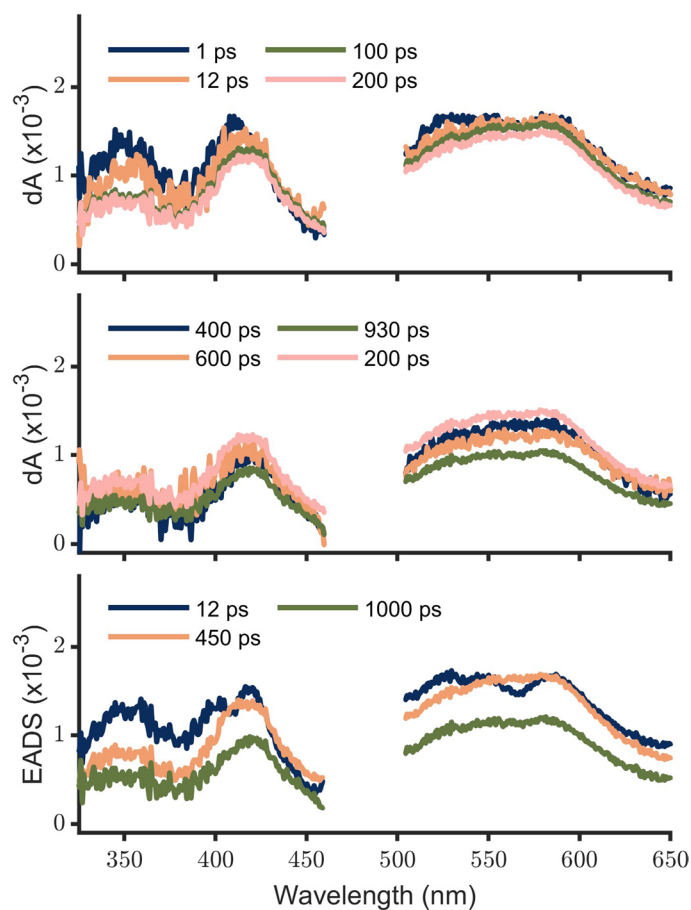 1 ps 100 ps
12 ps 200 ps
2
1
0
dA (x10-3)
400 ps 930 ps
600 ps 200 ps
2
1
0
dA (x10-3)
12 ps 1000 ps
450 ps
2
1
0
EADS (x10-3)
350 400 450 500 550 600 650
Wavelength (nm)